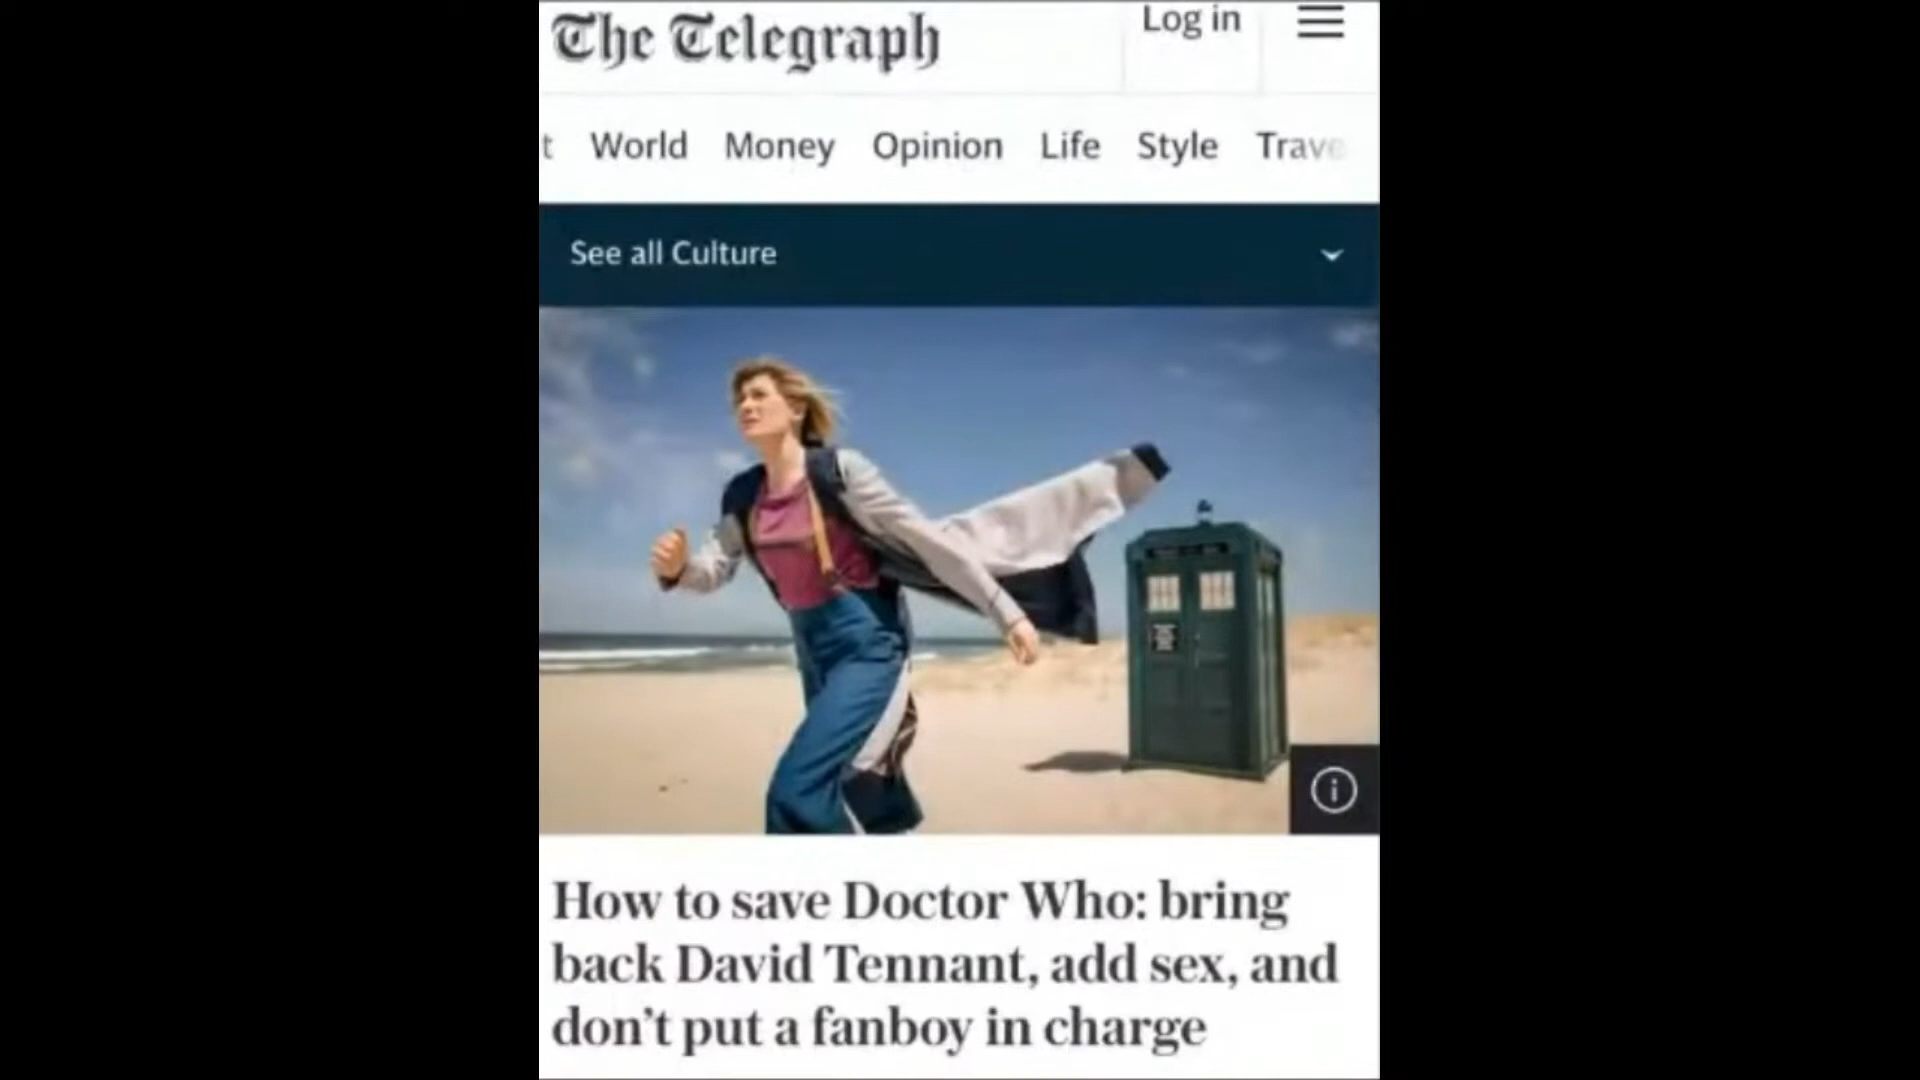 The Telegraph
Log in
t World Money Opinion Life Style Trave
See all Culture
How to save Doctor Who: bring
back David Tennant, add sex, and
don't put a fanboy in charge